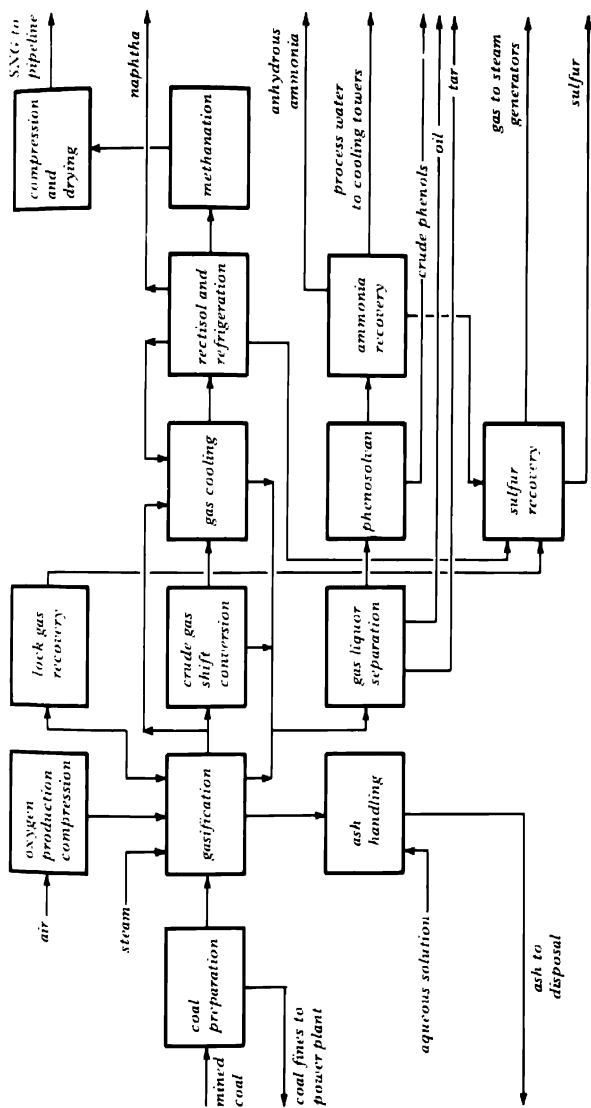 SNG to
pipeline
naphtha
anhydrous
ammonia
process water
to cooling towers
crude phenols
oil
tar
gas to steam
generators
sulfur
compression
and
drying
methanation
rectisol and
refrigeration
ammonia
recovery
gas cooling
phenosolvan
sulfur
recovery
lock gas
recovery
crude gas
shift
conversion
gas liquor
separation
oxygen
production
compression
gasification
ash
handling
air
steam
coal
preparation
aqueous solution
mined
coal
coal fines to
power plant
ash to
disposal